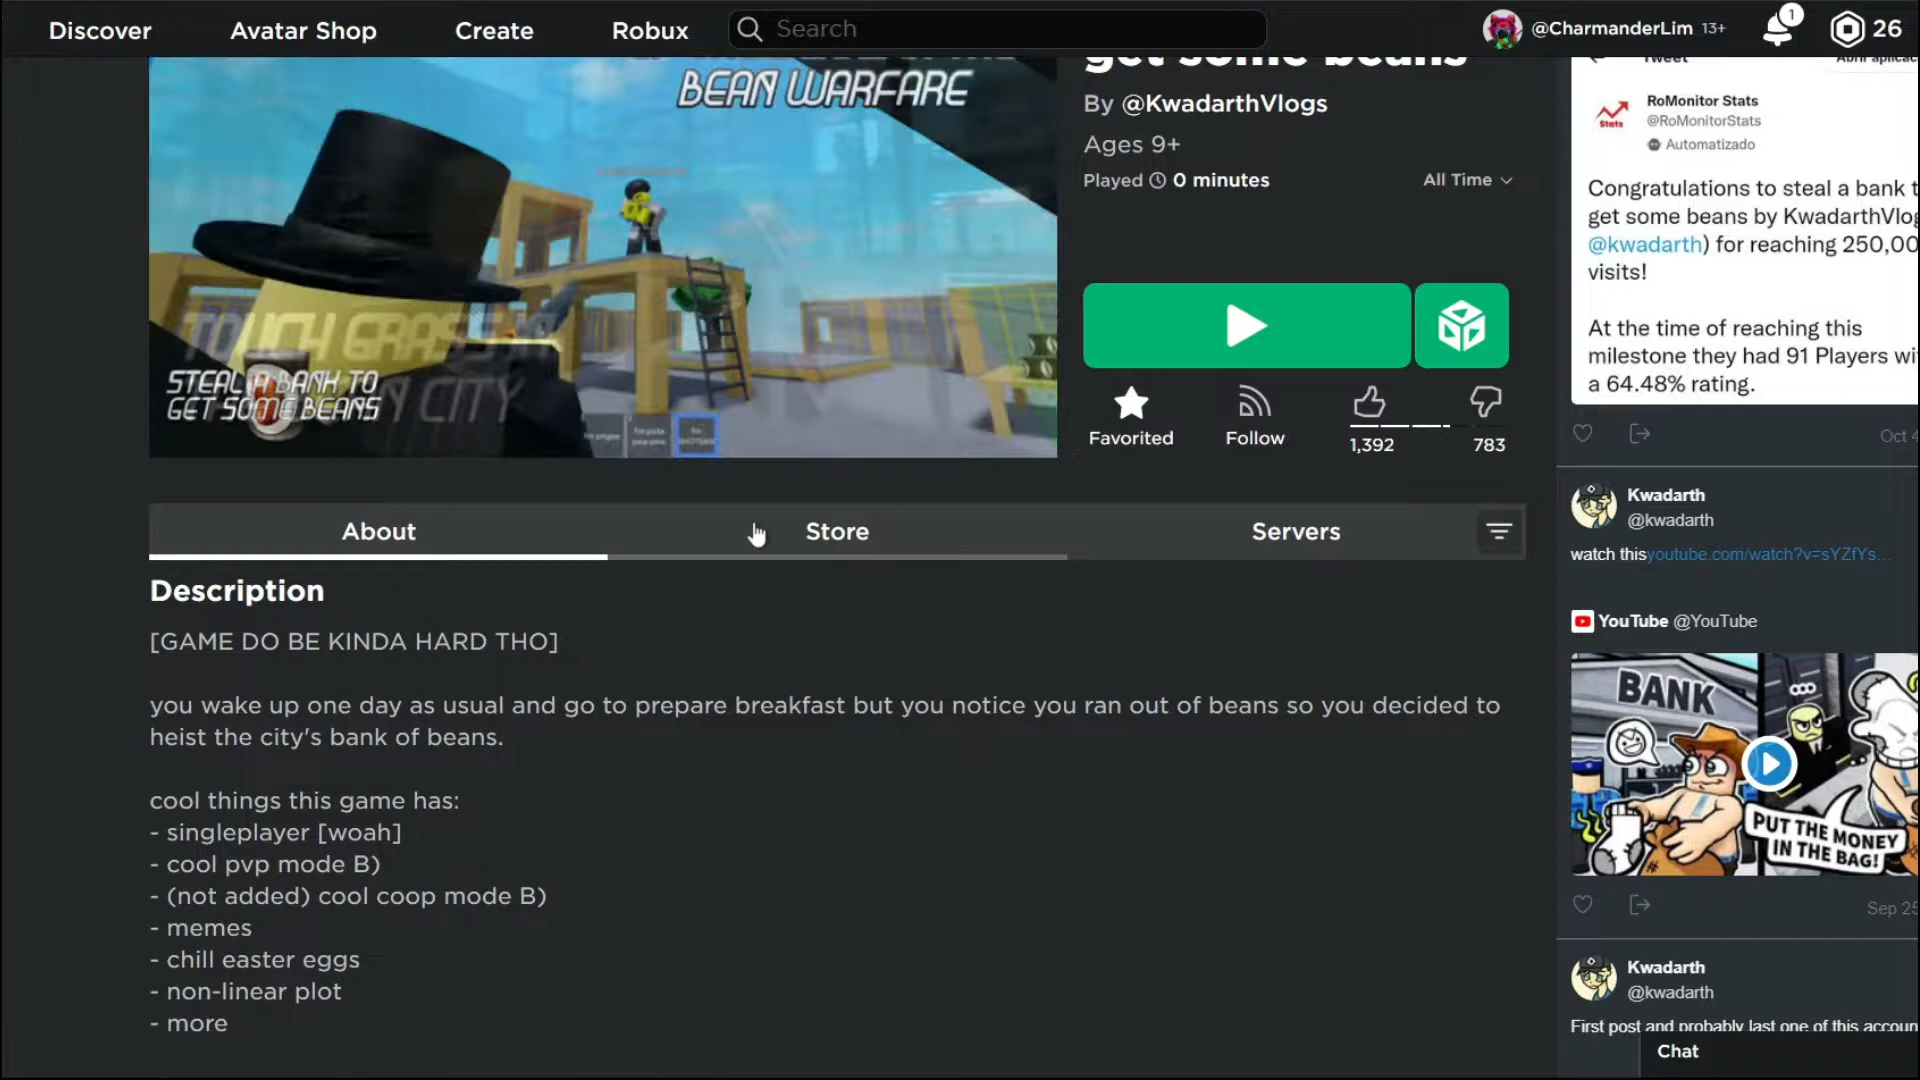 Discover
Avatar Shop
Create
Robux
Search
@CharmanderLim 13+
1
26
BEAN WARFARE
STEAL A BANK TO
GET SOME BEANS
get some beans
By @KwadarthVlogs
Ages 9+
Played 0 minutes
All Time
Favorited
Follow
1,392
783
About
Store
Servers
Description
[GAME DO BE KINDA HARD THO]
you wake up one day as usual and go to prepare breakfast but you notice you ran out of beans so you decided to
heist the city's bank of beans.
cool things this game has:
- singleplayer [woah]
- cool pvp mode B)
- (not added) cool coop mode B)
- memes
- chill easter eggs
- non-linear plot
- more
Tweet
Stats
RoMonitor Stats
@RoMonitorStats
Automatizado
Congratulations to steal a bank t
get some beans by KwadarthVlog
@kwadarth) for reaching 250,00
visits!
At the time of reaching this
milestone they had 91 Players wi
a 64.48% rating.
Oct 4
Kwadarth
@kwadarth
watch this youtube.com/watch?v=sYZfYs...
YouTube @YouTube
BANK
PUT THE MONEY
IN THE BAG!
Sep 25
Kwadarth
@kwadarth
First post and probably last one of this accoun
Chat